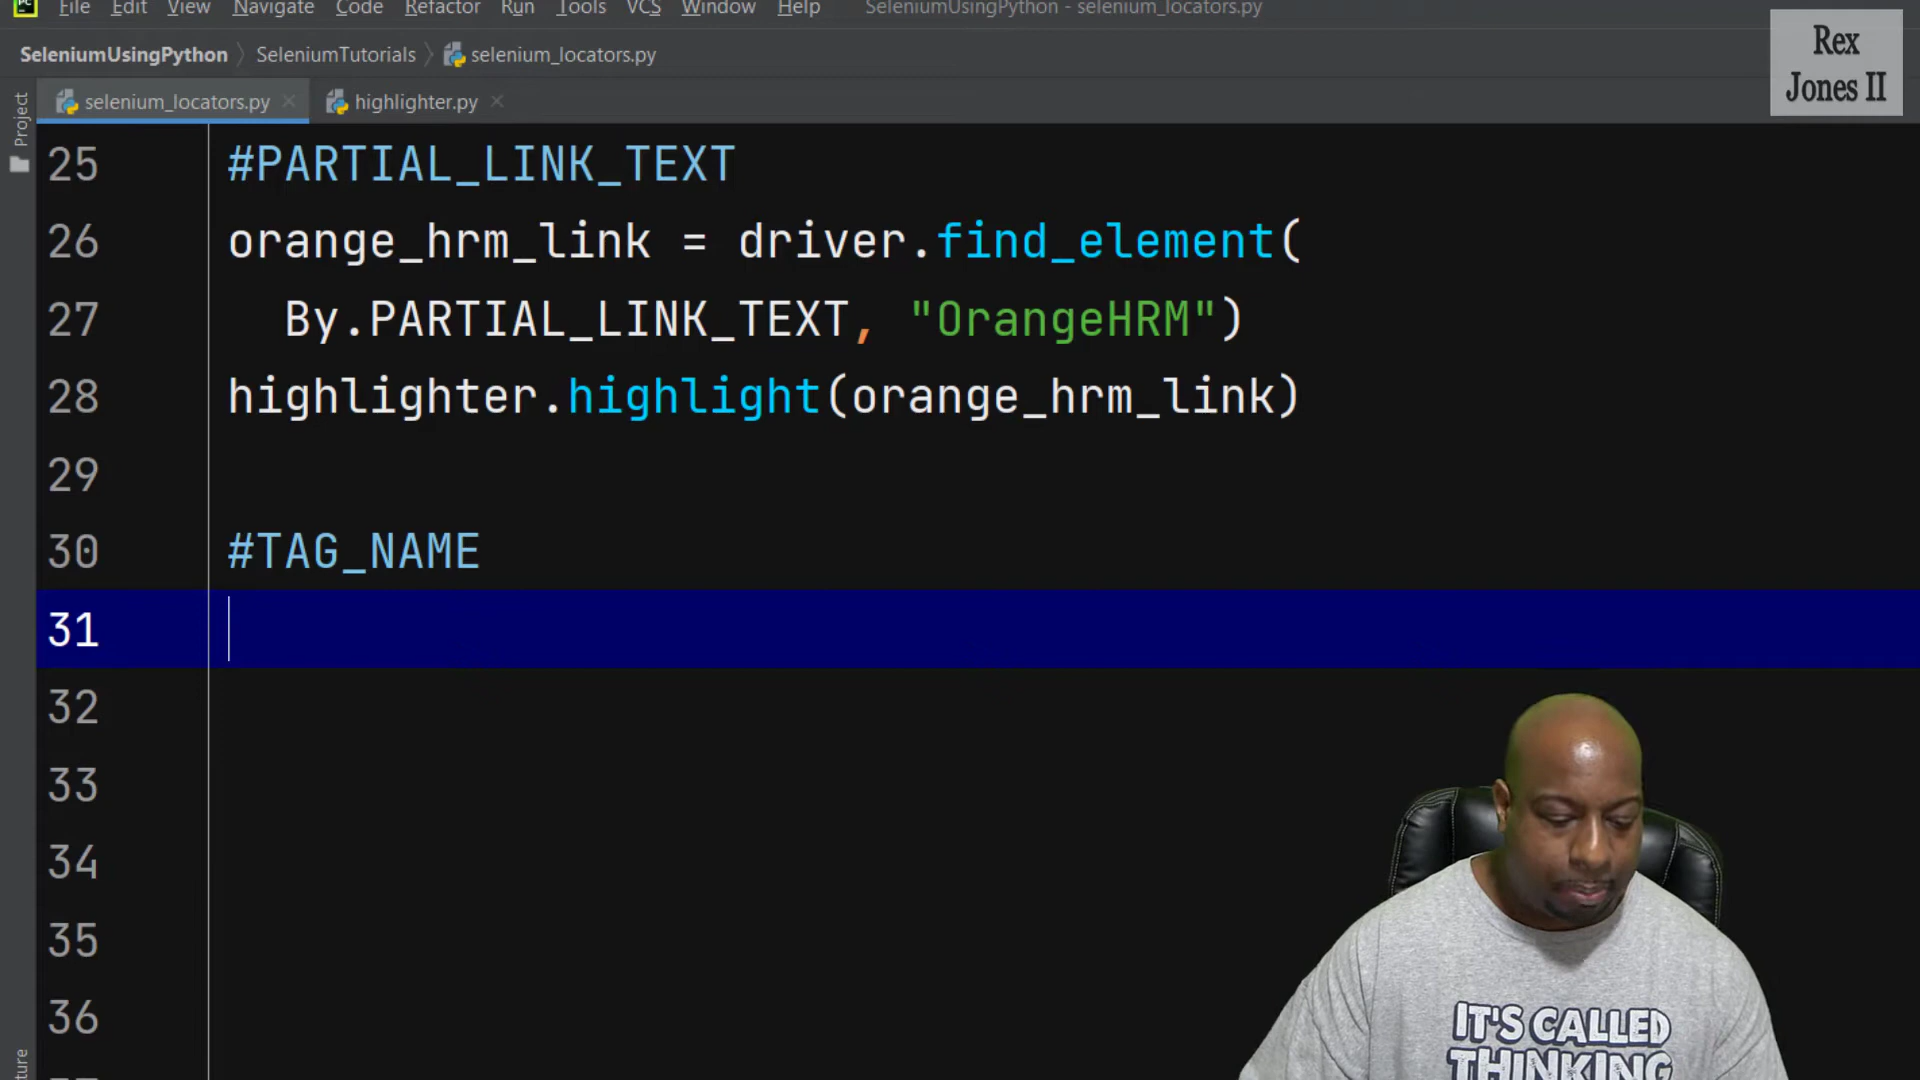 File Edit View Navigate Code Refactor Run Tools VCS Window Help SeleniumUsingPython - selenium_locators.py
Rex
Jones II
SeleniumUsingPython SeleniumTutorials selenium_locators.py
selenium_locators.py highlighter.py
Project
25 #PARTIAL_LINK_TEXT
26 orange_hrm_link = driver.find_element(
27 By.PARTIAL_LINK_TEXT, "OrangeHRM")
28 highlighter.highlight(orange_hrm_link)
29
30 #TAG_NAME
31
32
33
34
35
36
IT'S CALLED
THINKING